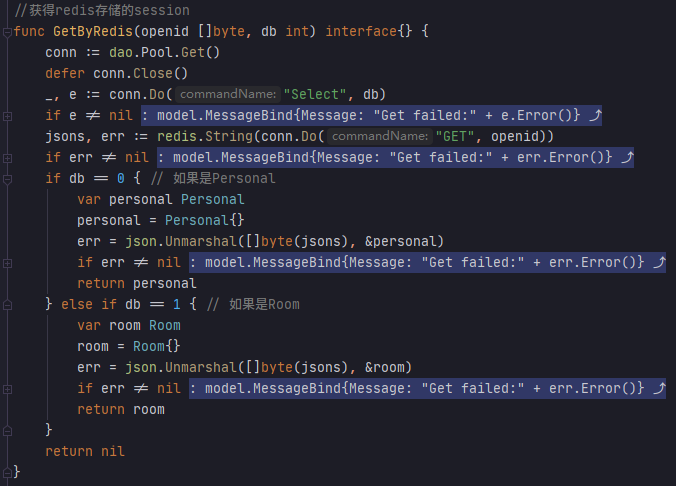 //获得redis存储的session
func GetByRedis(openid []byte, db int) interface{} {
    conn := dao.Pool.Get()
    defer conn.Close()
    _, e := conn.Do( commandName: "Select", db)
    if e ≠ nil : model.MessageBind{Message: "Get failed:" + e.Error()} ⤴
    jsons, err := redis.String(conn.Do( commandName: "GET", openid))
    if err ≠ nil : model.MessageBind{Message: "Get failed:" + err.Error()} ⤴
    if db == 0 { // 如果是Personal
        var personal Personal
        personal = Personal{}
        err = json.Unmarshal([]byte(jsons), &personal)
        if err ≠ nil : model.MessageBind{Message: "Get failed:" + err.Error()} ⤴
        return personal
    } else if db == 1 { // 如果是Room
        var room Room
        room = Room{}
        err = json.Unmarshal([]byte(jsons), &room)
        if err ≠ nil : model.MessageBind{Message: "Get failed:" + err.Error()} ⤴
        return room
    }
    return nil
}